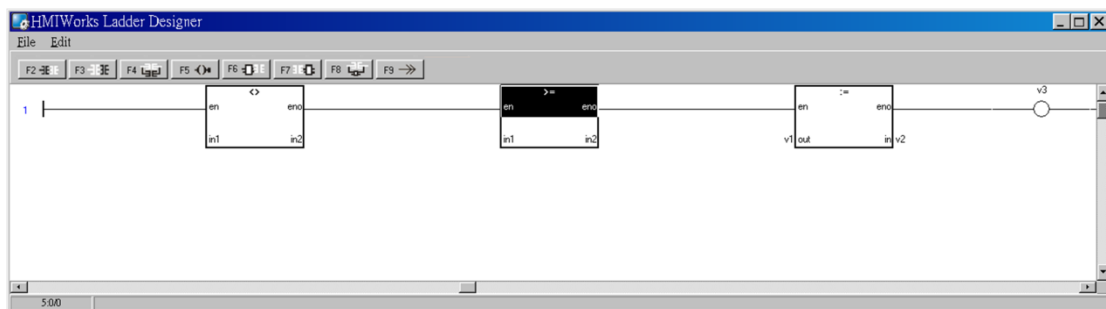 HMIWorks Ladder Designer
File Edit
F2 F3 F4 F5 F6 F7 F8 F9
<> >= := v3
1 en eno en eno en eno
in1 in2 in1 in2 v1 out in v2
5:0/0